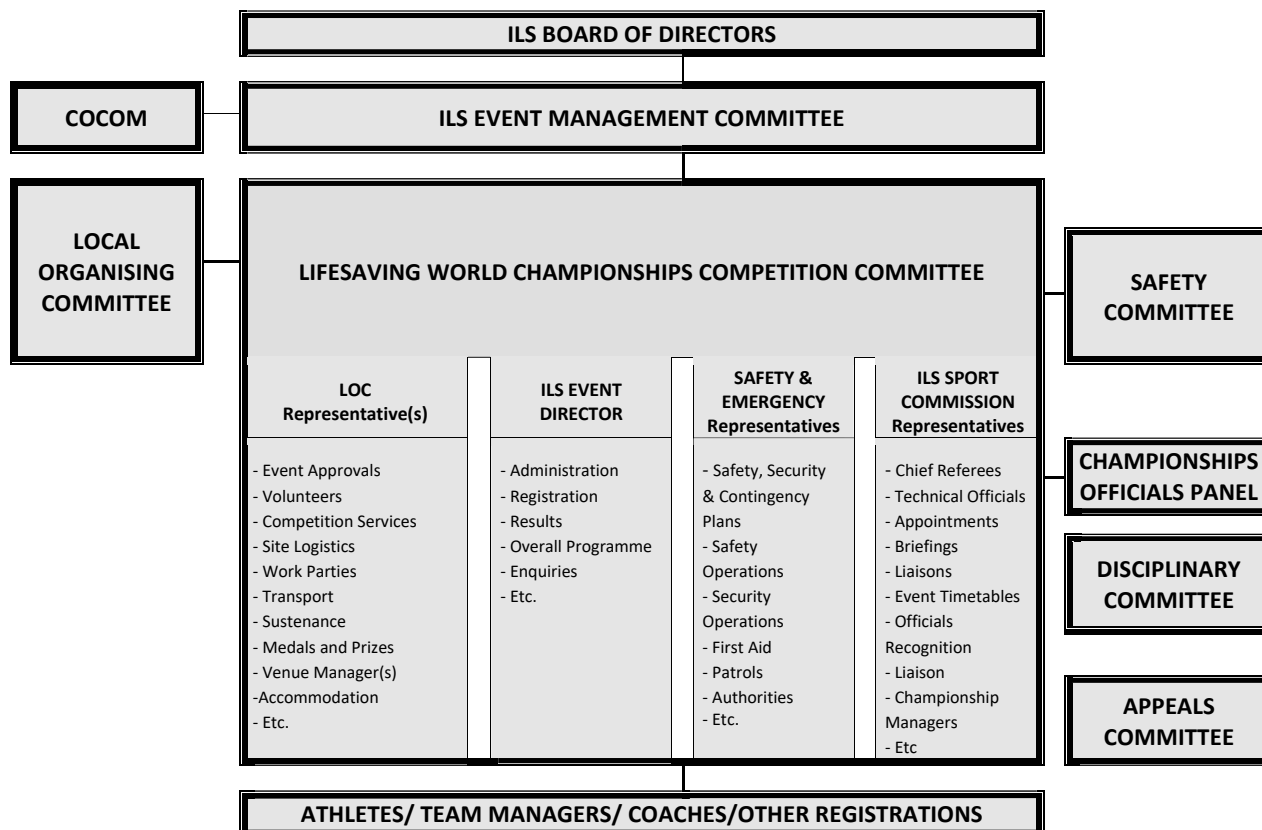 ILS BOARD OF DIRECTORS
COCOM
ILS EVENT MANAGEMENT COMMITTEE
LOCAL
ORGANISING
COMMITTEE
LIFESAVING WORLD CHAMPIONSHIPS COMPETITION COMMITTEE
SAFETY
COMMITTEE
LOC
Representative(s)
- Event Approvals
- Volunteers
- Competition Services
- Site Logistics
- Work Parties
- Transport
- Sustenance
- Medals and Prizes
- Venue Manager(s)
-Accommodation
- Etc.
ILS EVENT
DIRECTOR
- Administration
- Registration
- Results
- Overall Programme
- Enquiries
- Etc.
SAFETY &
EMERGENCY
Representatives
- Safety, Security
& Contingency
Plans
- Safety
Operations
- Security
Operations
- First Aid
- Patrols
- Authorities
- Etc.
ILS SPORT
COMMISSION
Representatives
- Chief Referees
- Technical Officials
- Appointments
- Briefings
- Liaisons
- Event Timetables
- Officials
Recognition
- Liaison
- Championship
Managers
- Etc
CHAMPIONSHIPS
OFFICIALS PANEL
DISCIPLINARY
COMMITTEE
APPEALS
COMMITTEE
ATHLETES/ TEAM MANAGERS/ COACHES/OTHER REGISTRATIONS